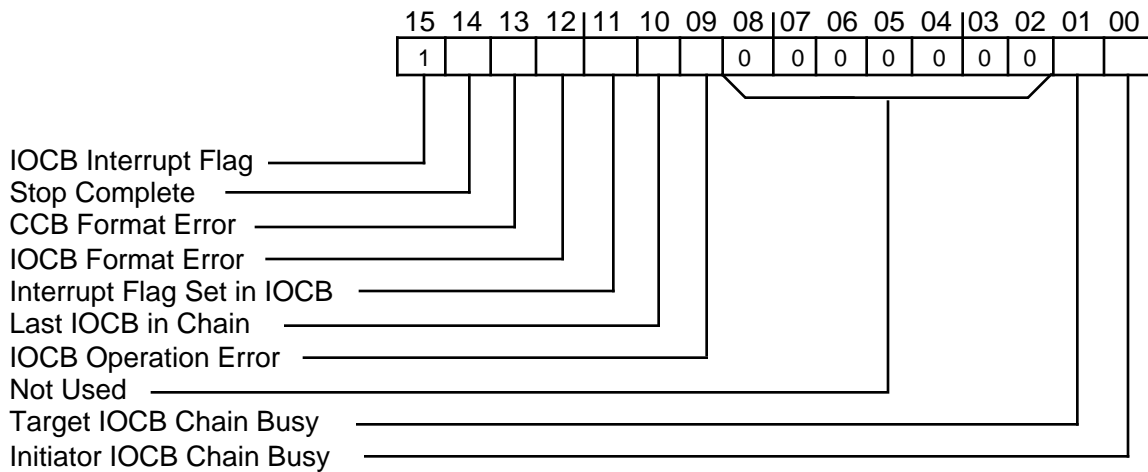 15 14 13 12 11 10 09 08 07 06 05 04 03 02 01 00
1 0 0 0 0 0 0 0
IOCB Interrupt Flag
Stop Complete
CCB Format Error
IOCB Format Error
Interrupt Flag Set in IOCB
Last IOCB in Chain
IOCB Operation Error
Not Used
Target IOCB Chain Busy
Initiator IOCB Chain Busy